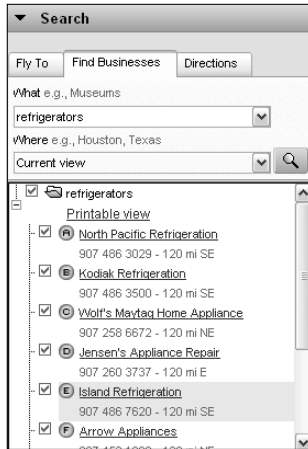 Search
Fly To Find Businesses Directions
What e.g., Museums
refrigerators
Where e.g., Houston, Texas
Current view
refrigerators
Printable view
A North Pacific Refrigeration
907 486 3029 - 120 mi SE
B Kodiak Refrigeration
907 486 3500 - 120 mi SE
C Wolf's Maytag Home Appliance
907 258 6672 - 120 mi NE
D Jensen's Appliance Repair
907 260 3737 - 120 mi E
E Island Refrigeration
907 486 7620 - 120 mi SE
F Arrow Appliances